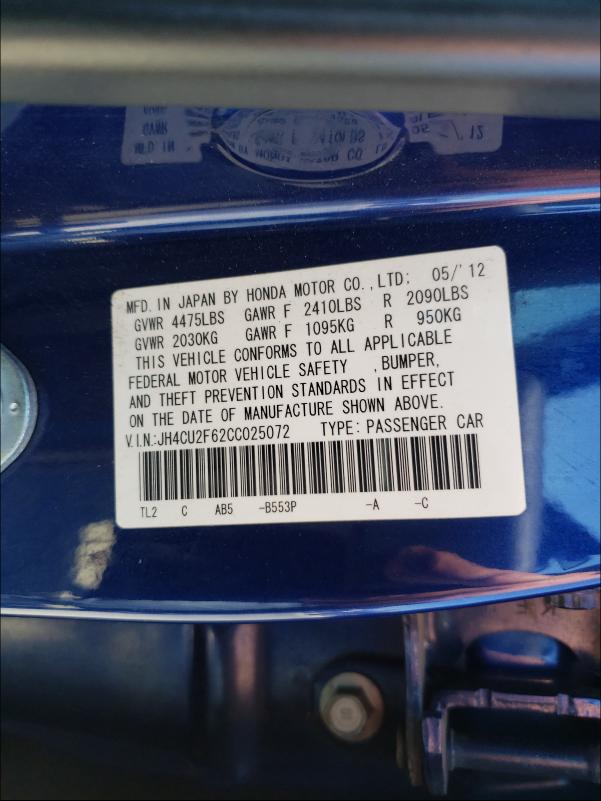 MFD. IN JAPAN BY HONDA MOTOR CO.,LTD; 05/'12
GVWR 4475LBS GAWR F 2410LBS R 2090LBS
GVWR 2030KG GAWR F 1095KG R 950KG
THIS VEHICLE CONFORMS TO ALL APPLICABLE
FEDERAL MOTOR VEHICLE SAFETY ,BUMPER,
AND THEFT PREVENTION STANDARDS IN EFFECT
ON THE DATE OF MANUFACTURE SHOWN ABOVE.
V.I.N.:JH4CU2F62CC025072 TYPE: PASSENGER CAR
TL2 C AB5 -B553P -A -C